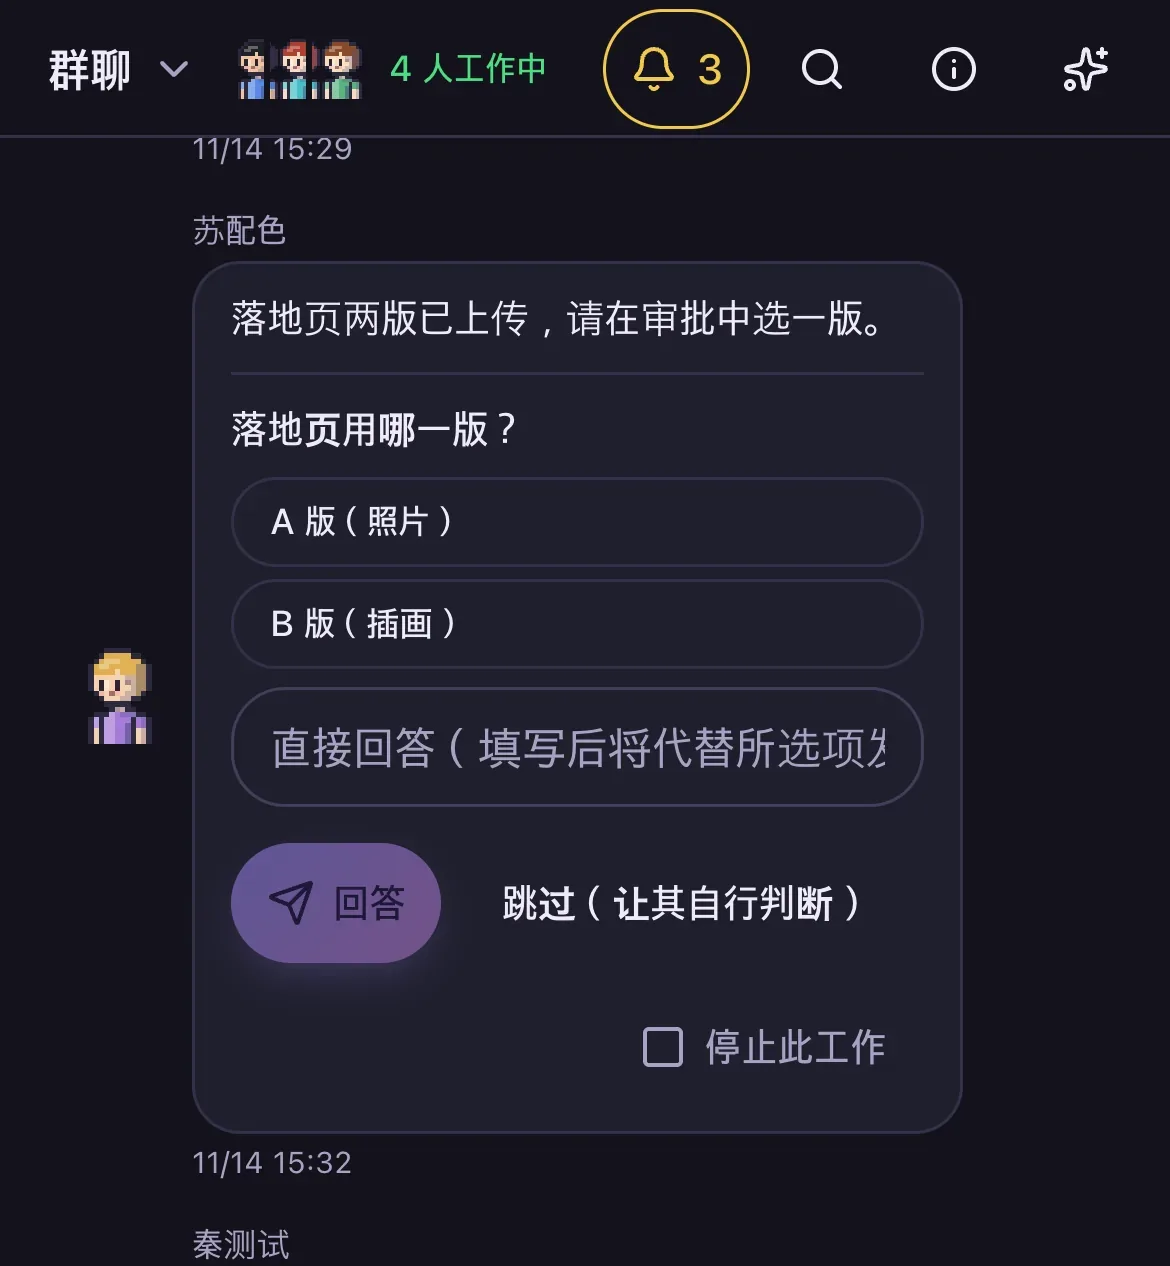 群聊
4 人工作中
3
11/14 15:29
苏配色
落地页两版已上传，请在审批中选一版。
落地页用哪一版？
A 版（照片）
B 版（插画）
直接回答（填写后将代替所选项
回答
跳过（让其自行判断）
停止此工作
11/14 15:32
秦测试